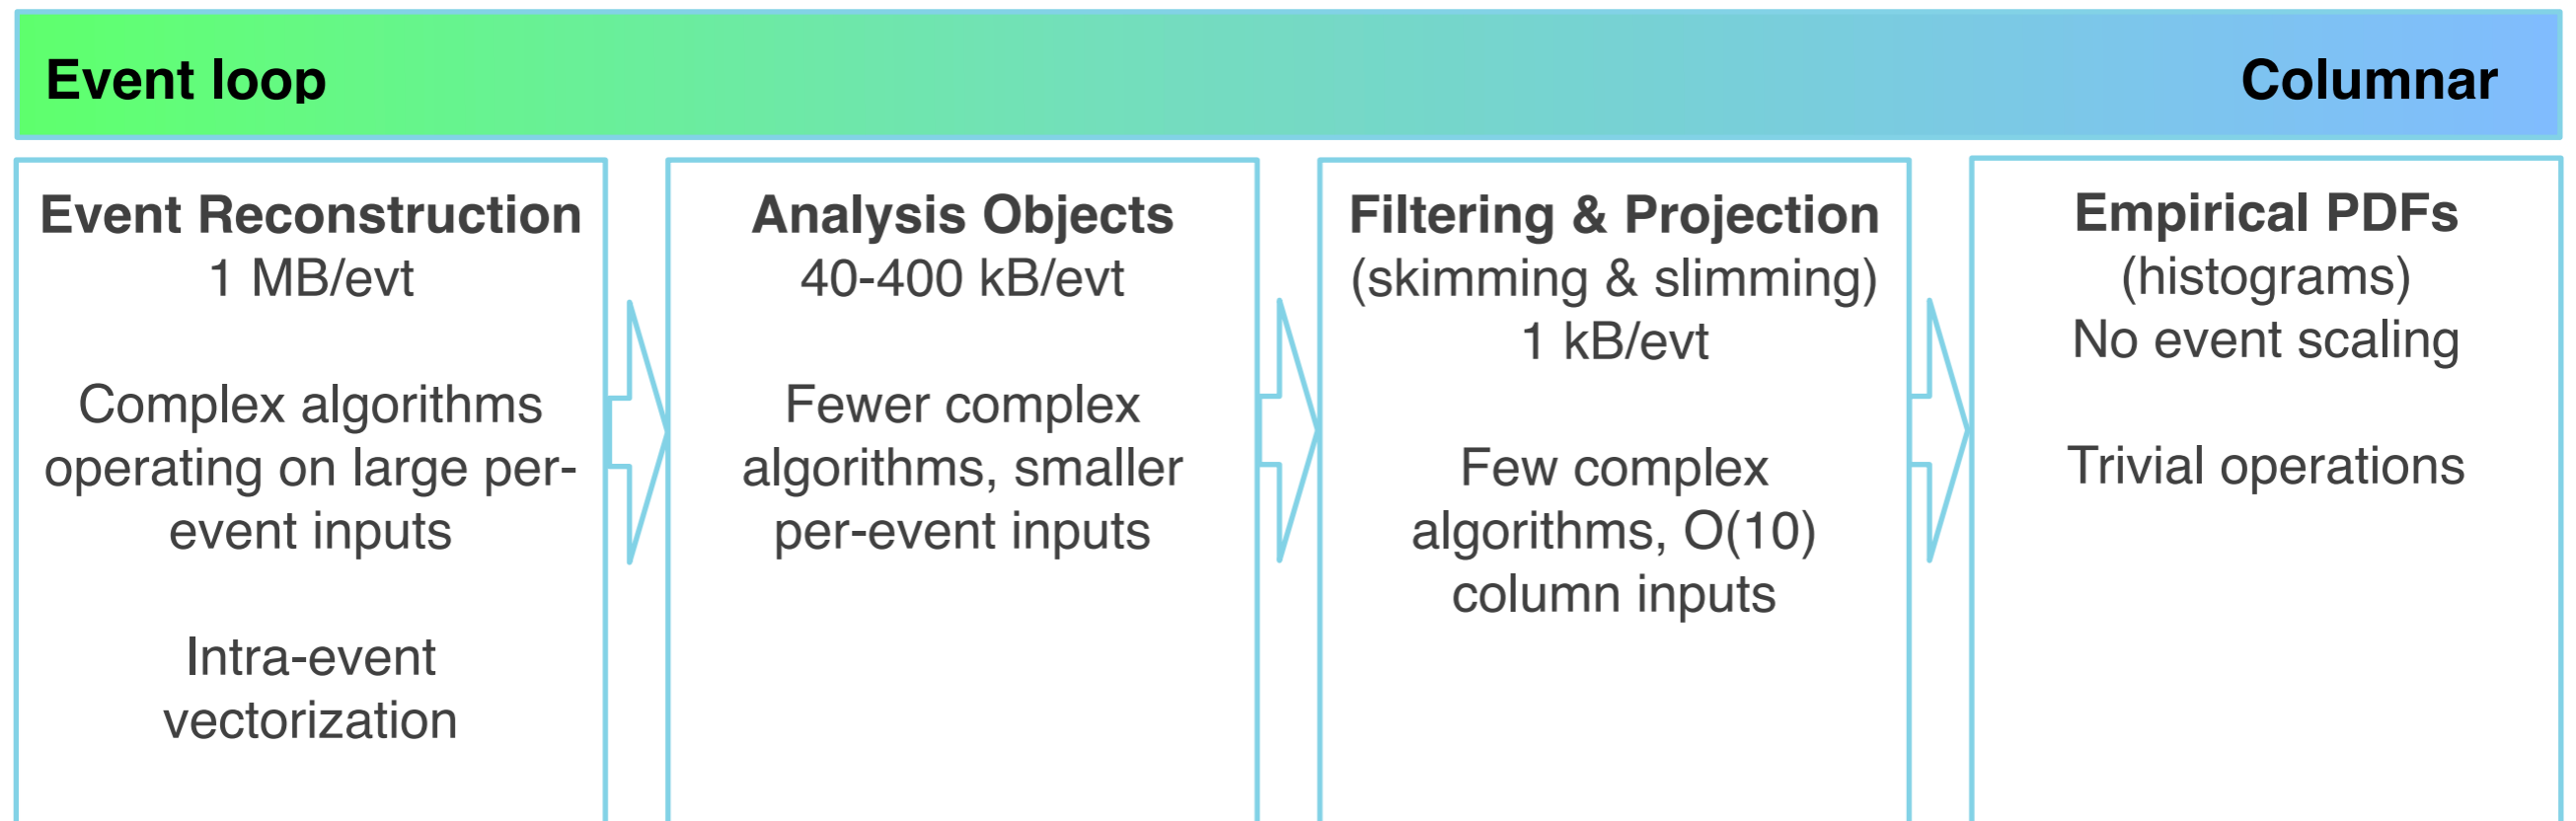 Event loop
Columnar
Event Reconstruction
1 MB/evt
Complex algorithms
operating on large per-
event inputs
Intra-event
vectorization
Analysis Objects
40-400 kB/evt
Fewer complex
algorithms, smaller
per-event inputs
Filtering & Projection
(skimming & slimming)
1 kB/evt
Few complex
algorithms, O(10)
column inputs
Empirical PDFs
(histograms)
No event scaling
Trivial operations